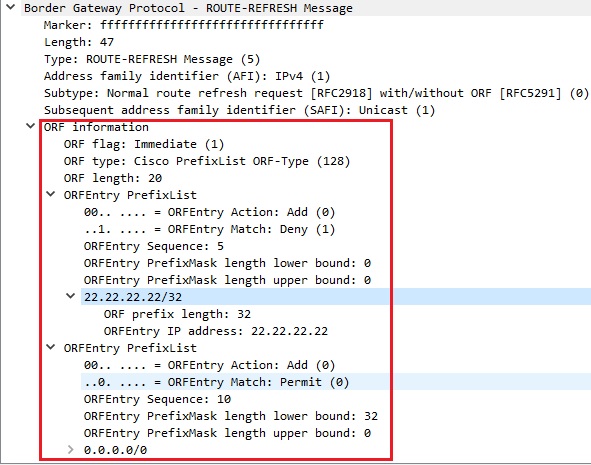 Border Gateway Protocol - ROUTE-REFRESH Message
Marker: ffffffffffffffffffffffffffffffff
Length: 47
Type: ROUTE-REFRESH Message (5)
Address family identifier (AFI): IPv4 (1)
Subtype: Normal route refresh request [RFC2918] with/without ORF [RFC5291] (0)
Subsequent address family identifier (SAFI): Unicast (1)
ORF information
ORF flag: Immediate (1)
ORF type: Cisco PrefixList ORF-Type (128)
ORF length: 20
ORFEntry PrefixList
00.. .... = ORFEntry Action: Add (0)
..1. .... = ORFEntry Match: Deny (1)
ORFEntry Sequence: 5
ORFEntry PrefixMask length lower bound: 0
ORFEntry PrefixMask length upper bound: 0
22.22.22.22/32
ORF prefix length: 32
ORFEntry IP address: 22.22.22.22
ORFEntry PrefixList
00.. .... = ORFEntry Action: Add (0)
..0. .... = ORFEntry Match: Permit (0)
ORFEntry Sequence: 10
ORFEntry PrefixMask length lower bound: 32
ORFEntry PrefixMask length upper bound: 0
0.0.0.0/0